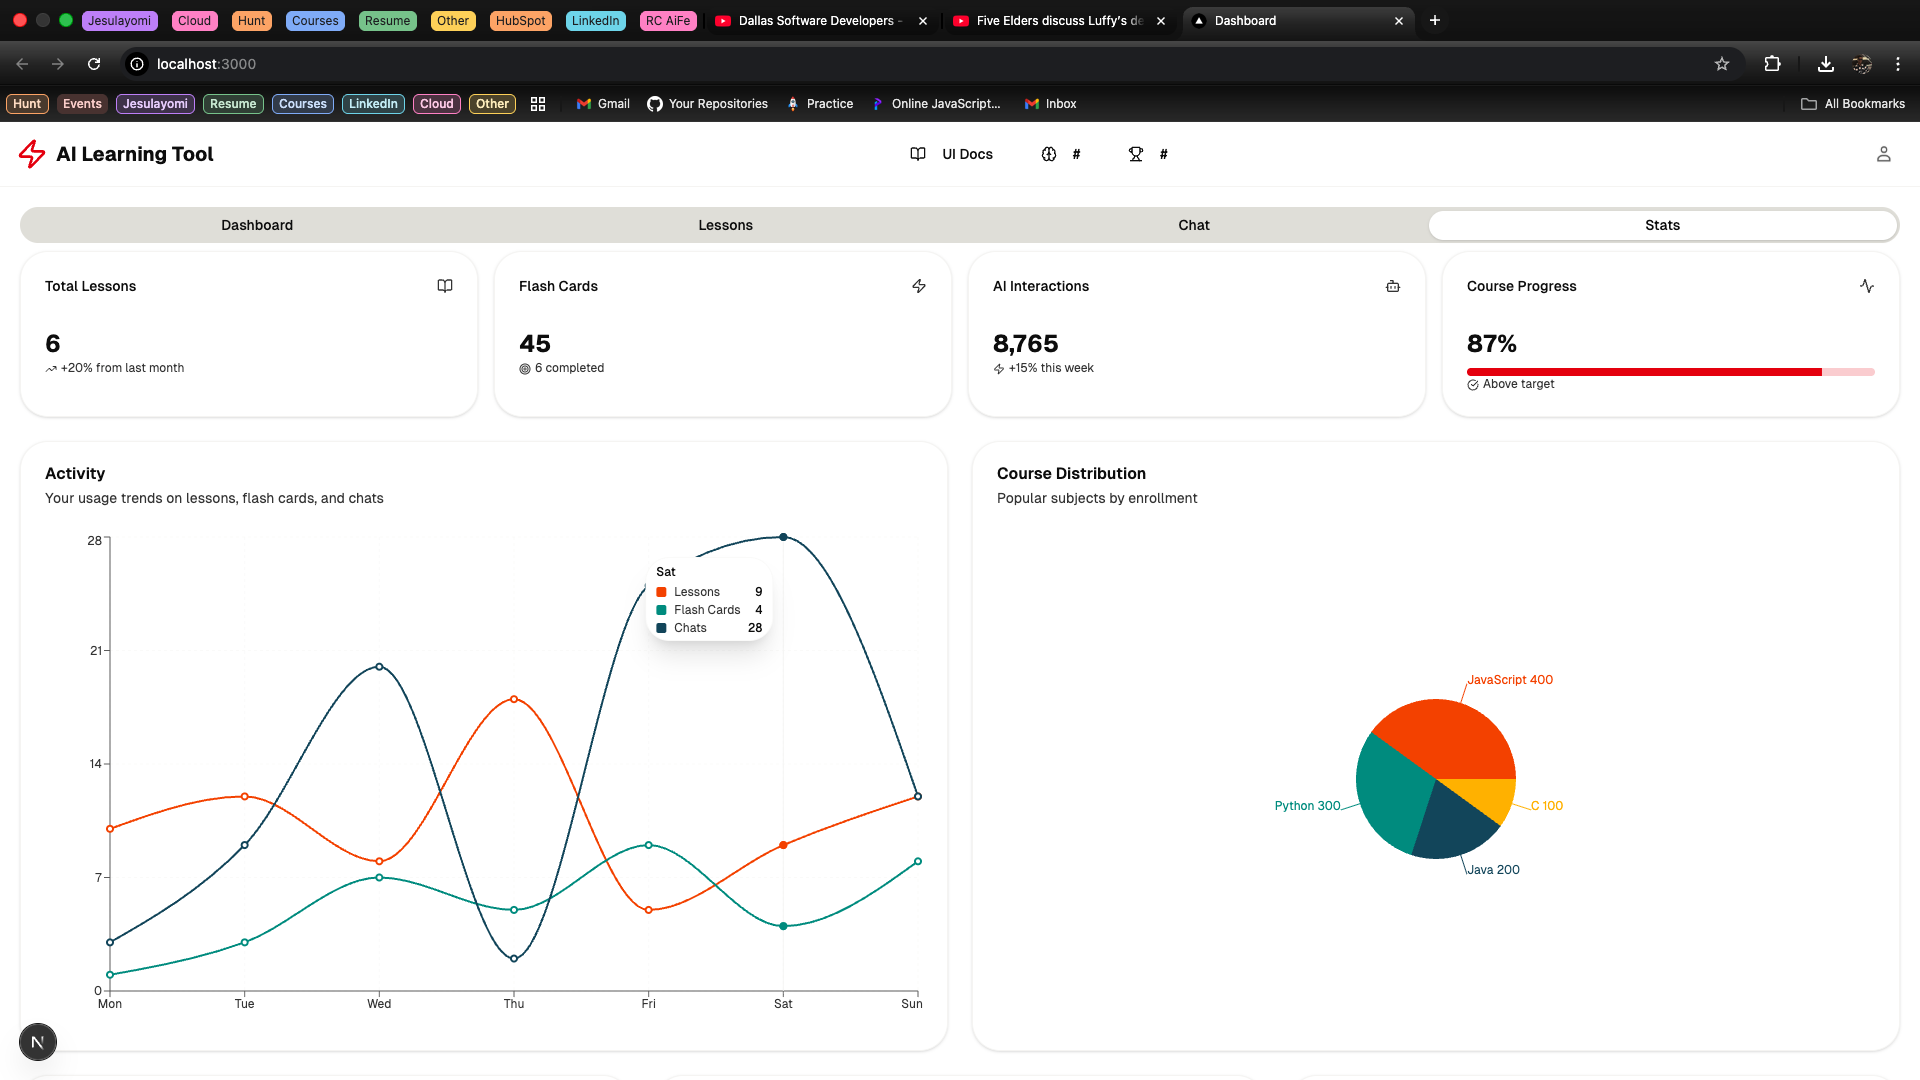 Jesulayomi Cloud Hunt Courses Resume Other HubSpot LinkedIn RC AiFe Dallas Software Developers - Five Elders discuss Luffy's de Dashboard
localhost:3000
Hunt Events Jesulayomi Resume Courses LinkedIn Cloud Other Gmail Your Repositories Practice Online JavaScript... Inbox All Bookmarks
AI Learning Tool UI Docs # #
Dashboard Lessons Chat Stats
Total Lessons
6
+20% from last month
Flash Cards
45
6 completed
AI Interactions
8,765
+15% this week
Course Progress
87%
Above target
Activity
Your usage trends on lessons, flash cards, and chats
28
21
14
7
0
Mon Tue Wed Thu Fri Sat Sun
Sat
Lessons 9
Flash Cards 4
Chats 28
Course Distribution
Popular subjects by enrollment
JavaScript 400
Python 300
C 100
Java 200
N